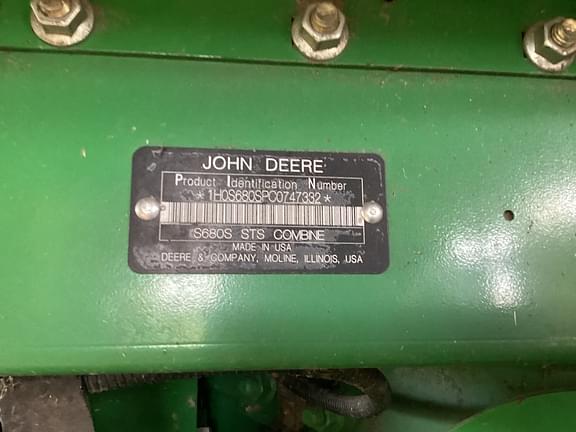 JOHN DEERE
Product Identification Number
*1H0S680SPC0747332*
S680S STS COMBINE
MADE IN USA
DEERE & COMPANY, MOLINE, ILLINOIS, USA